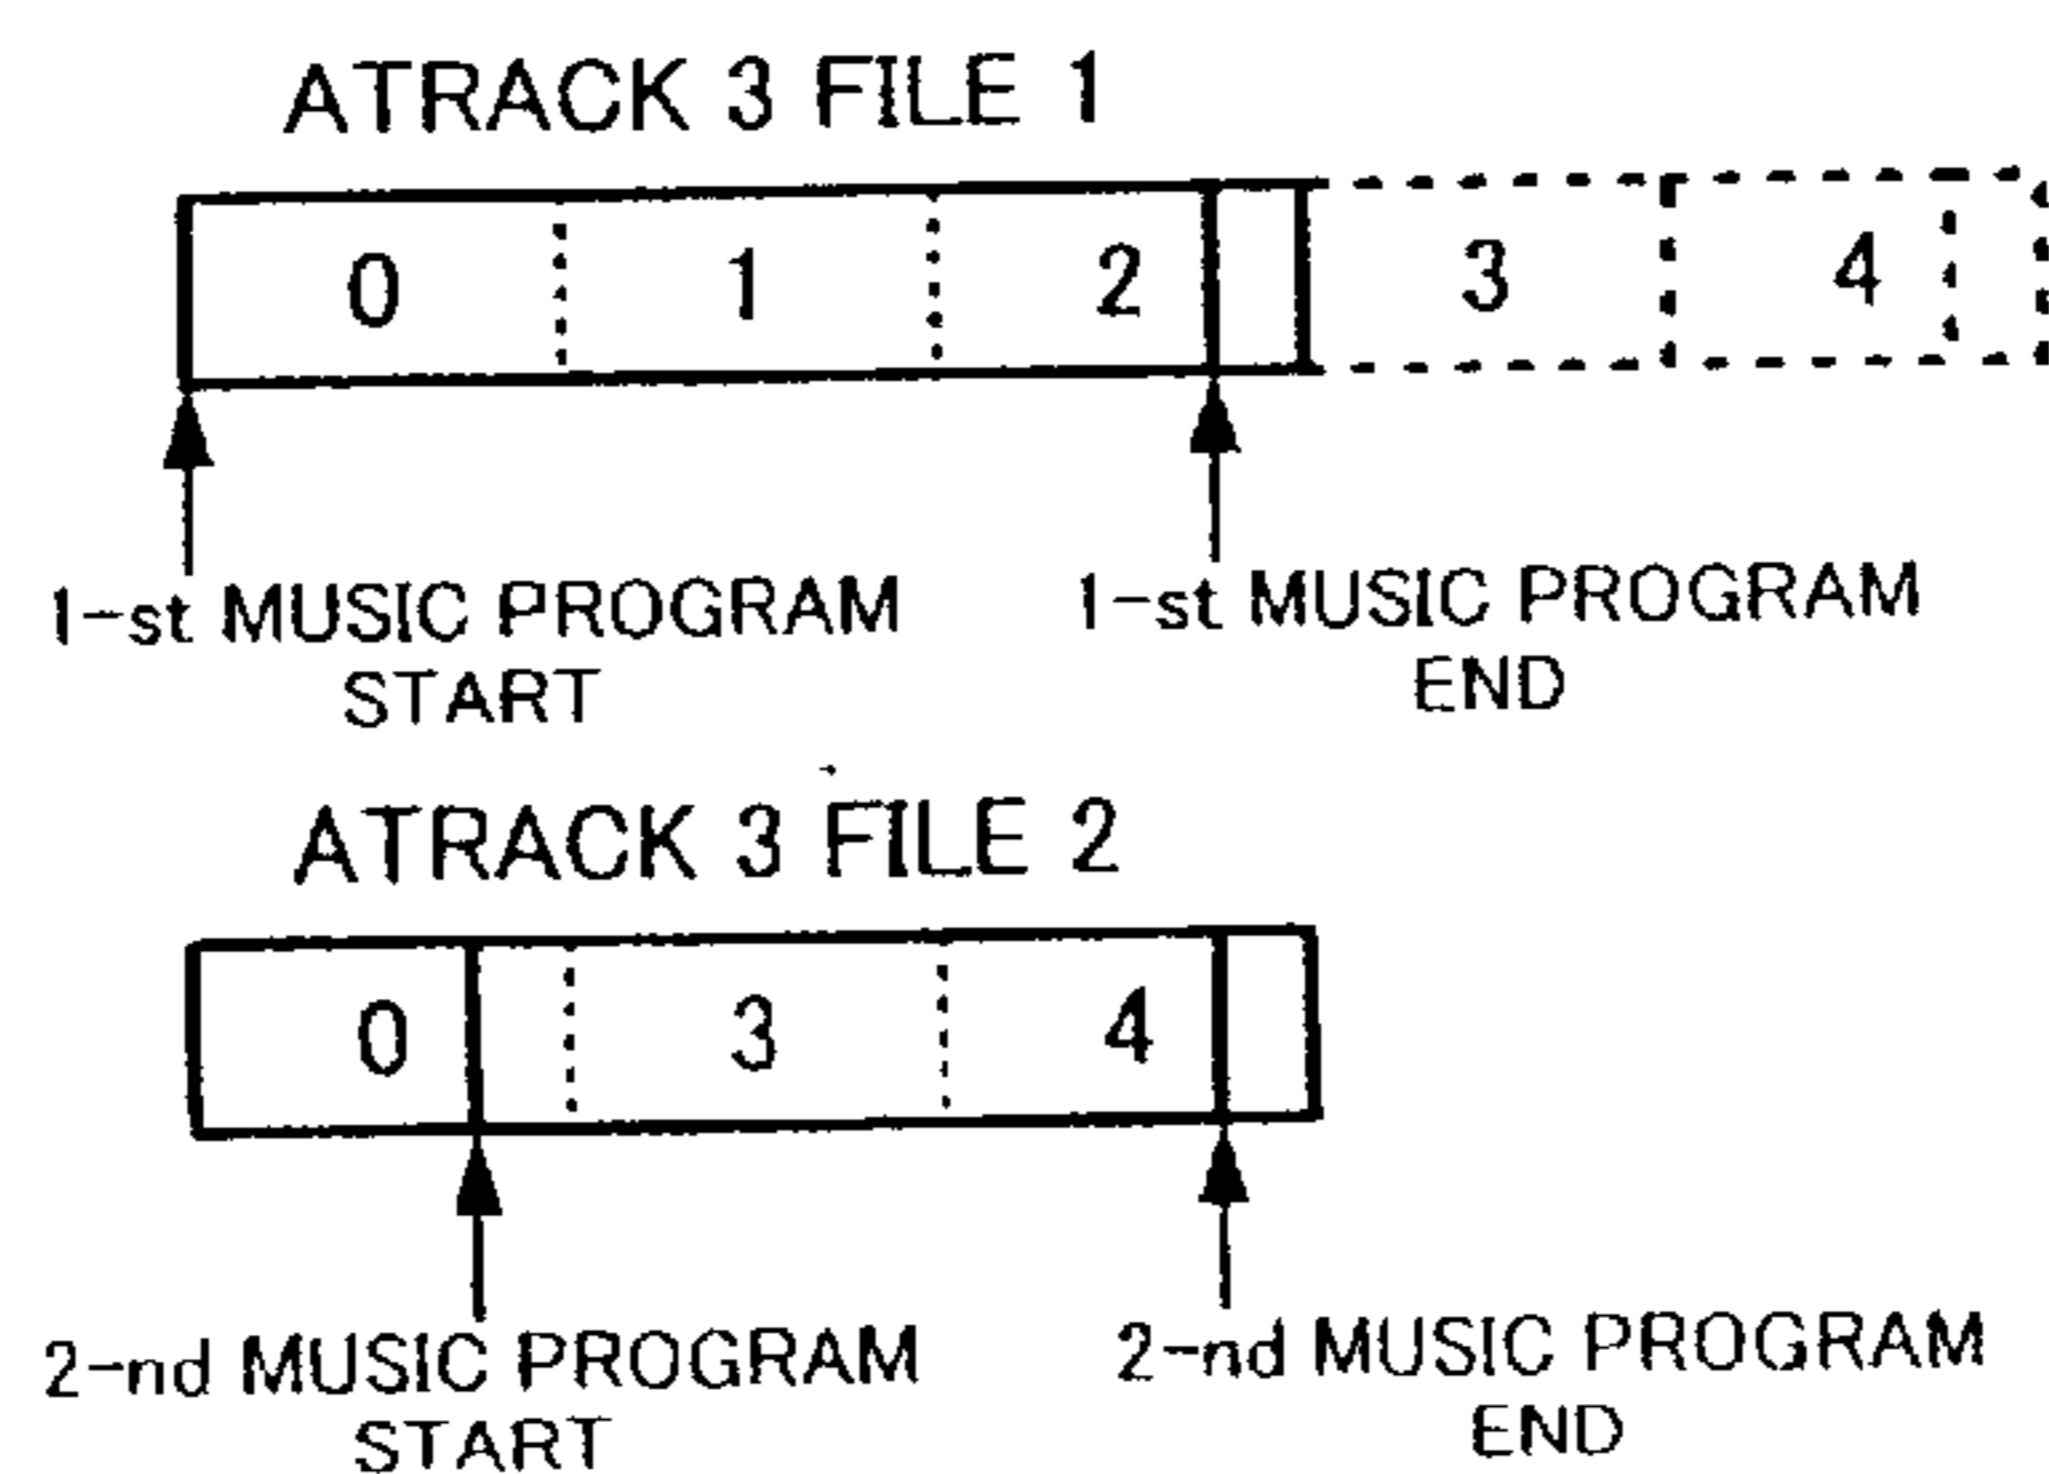 ATRACK 3 FILE 1
0 1 2 3 4
1-st MUSIC PROGRAM
START
1-st MUSIC PROGRAM
END
ATRACK 3 FILE 2
0 3 4
2-nd MUSIC PROGRAM
START
2-nd MUSIC PROGRAM
END